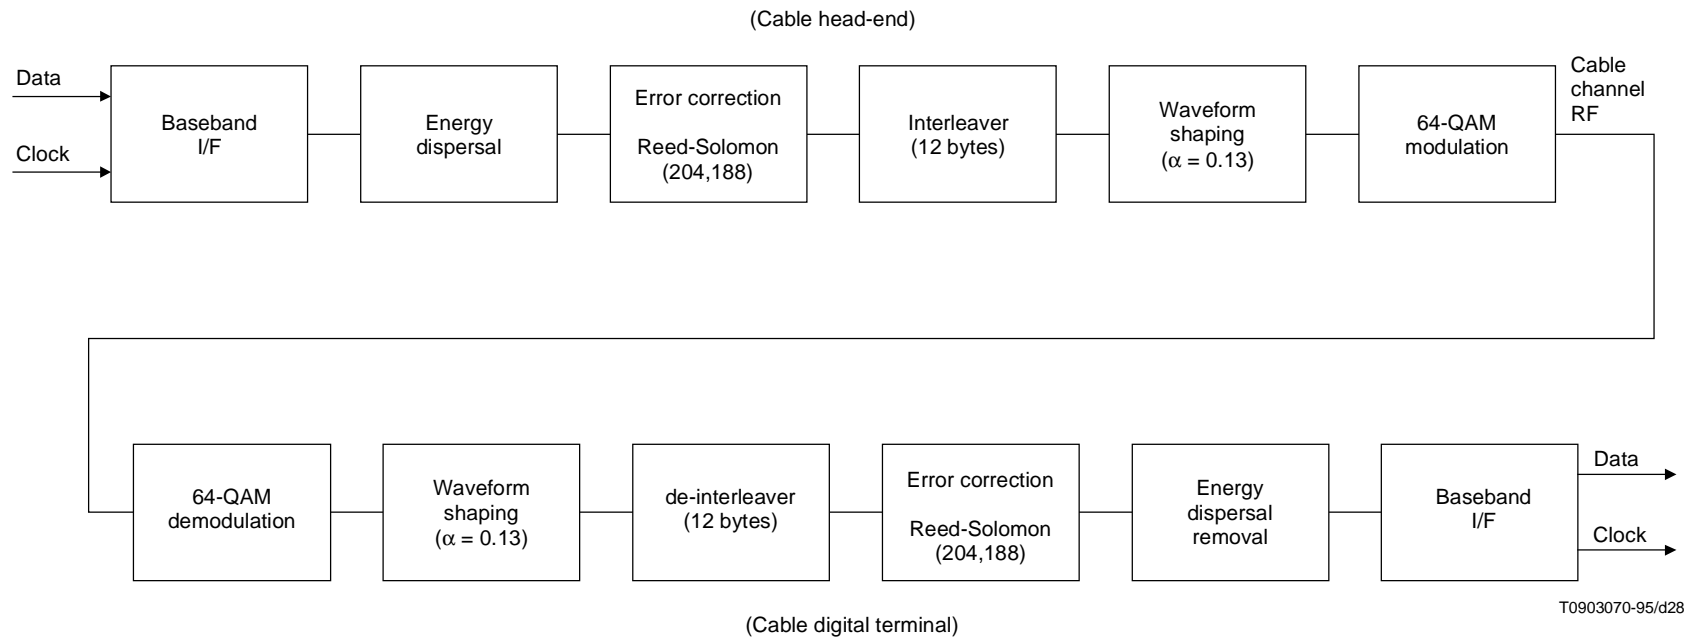 (Cable head-end)
Data
Clock
Baseband
I/F
Energy
dispersal
Error correction
Reed-Solomon
(204,188)
Interleaver
(12 bytes)
Waveform
shaping
(α = 0.13)
64-QAM
modulation
Cable
channel
RF
64-QAM
demodulation
Waveform
shaping
(α = 0.13)
de-interleaver
(12 bytes)
Error correction
Reed-Solomon
(204,188)
Energy
dispersal
removal
Baseband
I/F
Data
Clock
T0903070-95/d28
(Cable digital terminal)